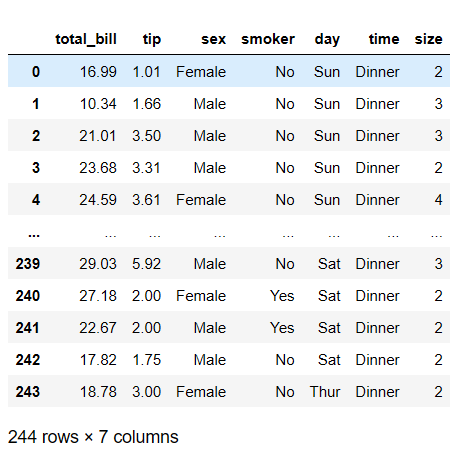 total_bill tip sex smoker day time size
0 16.99 1.01 Female No Sun Dinner 2
1 10.34 1.66 Male No Sun Dinner 3
2 21.01 3.50 Male No Sun Dinner 3
3 23.68 3.31 Male No Sun Dinner 2
4 24.59 3.61 Female No Sun Dinner 4
... ... ... ... ... ... ... ...
239 29.03 5.92 Male No Sat Dinner 3
240 27.18 2.00 Female Yes Sat Dinner 2
241 22.67 2.00 Male Yes Sat Dinner 2
242 17.82 1.75 Male No Sat Dinner 2
243 18.78 3.00 Female No Thur Dinner 2
244 rows × 7 columns